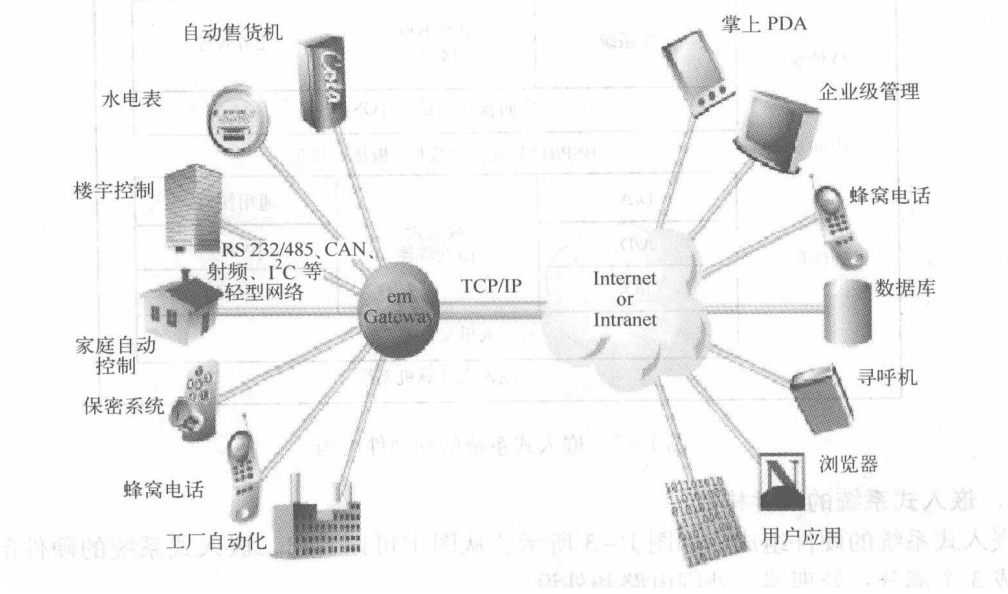 自动售货机
Cola
水电表
楼宇控制
RS 232/485、CAN、
射频、I²C 等
轻型网络
家庭自动
控制
保密系统
蜂窝电话
工厂自动化
em
Gateway
TCP/IP
Internet
or
Intranet
掌上 PDA
企业级管理
蜂窝电话
数据库
寻呼机
浏览器
N
用户应用